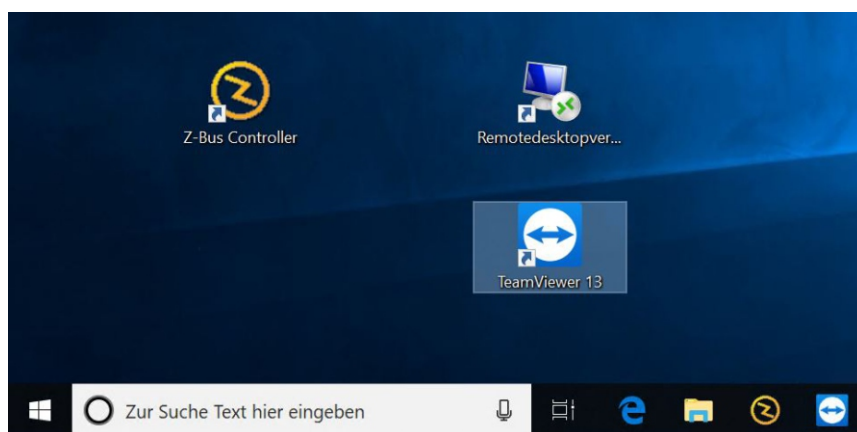 Z-Bus Controller
Remotedesktopver...
TeamViewer 13
Zur Suche Text hier eingeben